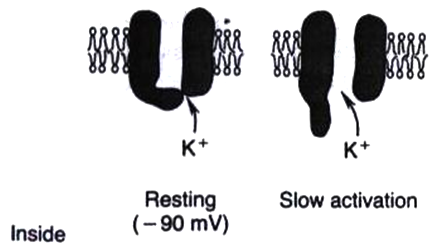 K+ K+
Resting Slow activation
(−90 mV)
Inside